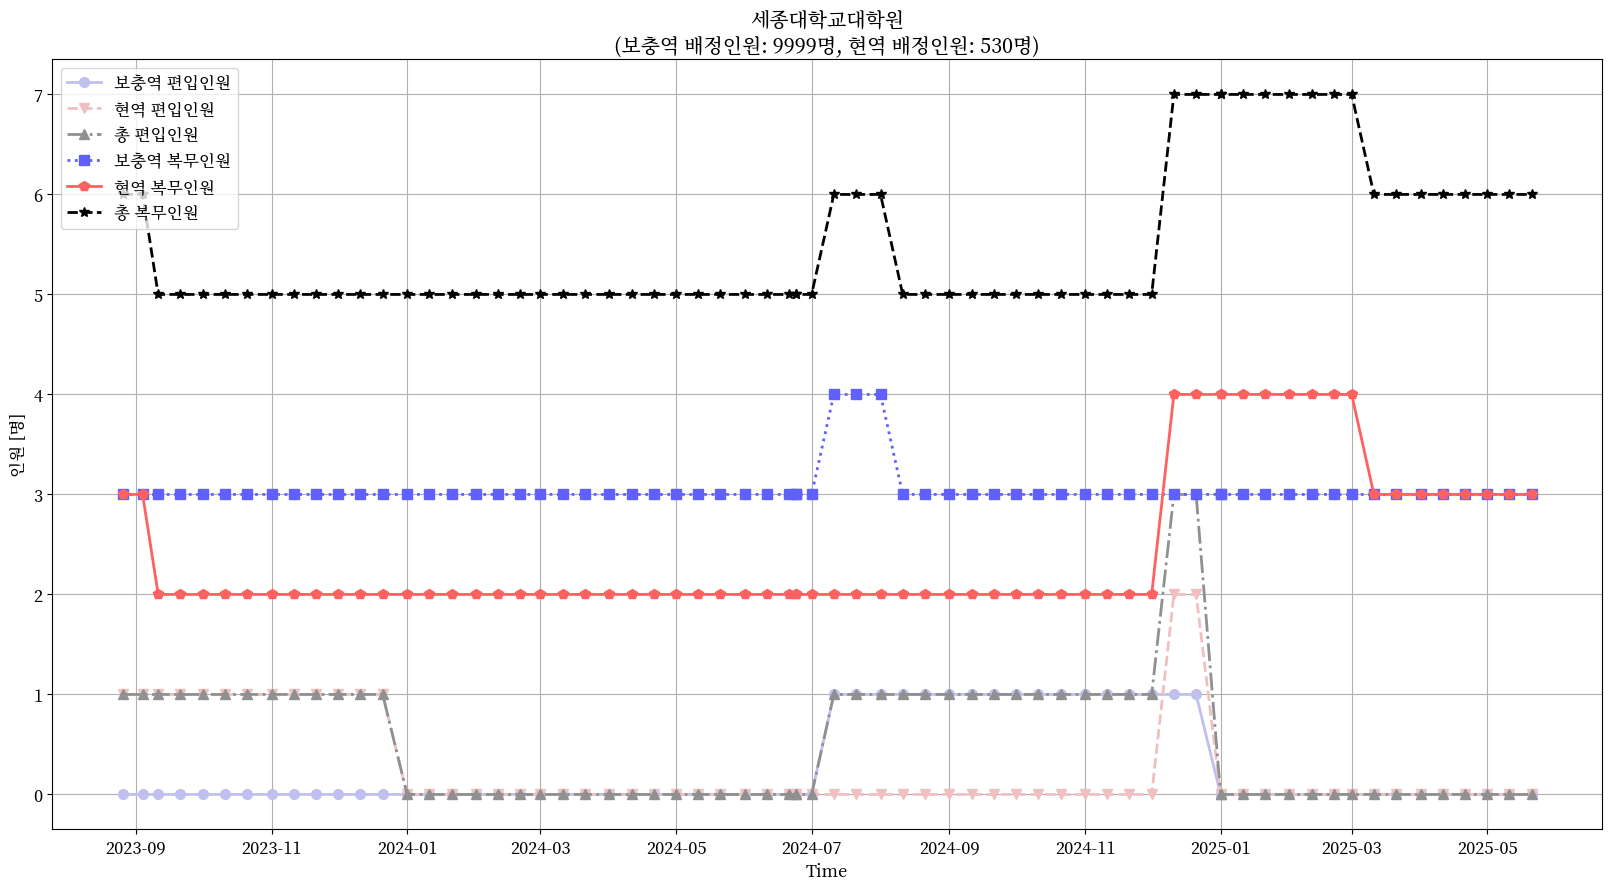 세종대학교대학원
(보충역 배정인원: 9999명, 현역 배정인원: 530명)
보충역 편입인원
현역 편입인원
총 편입인원
보충역 복무인원
현역 복무인원
총 복무인원
7
6
5
4
3
2
1
0
인원 [명]
2023-09 2023-11 2024-01 2024-03 2024-05 2024-07 2024-09 2024-11 2025-01 2025-03 2025-05
Time